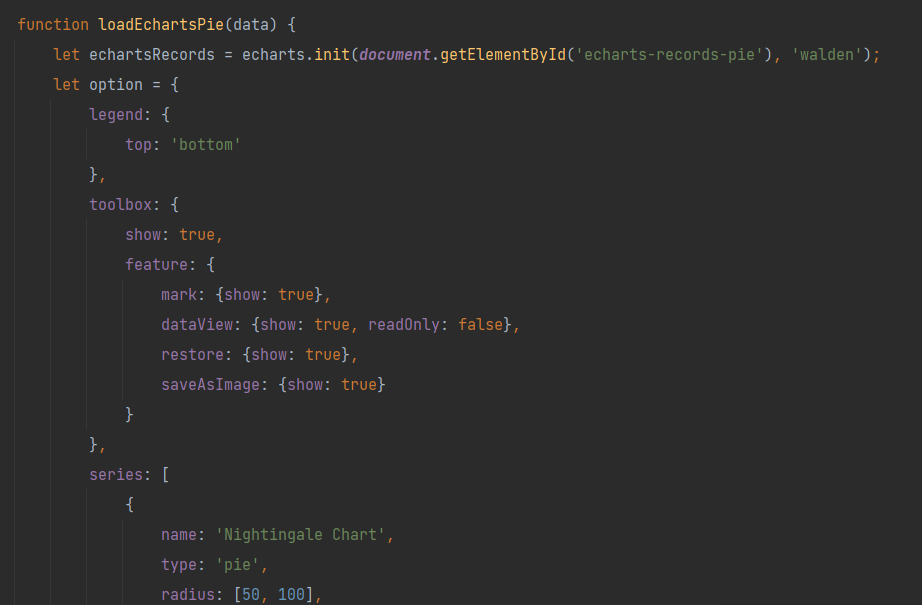 function loadEchartsPie(data) {
    let echartsRecords = echarts.init(document.getElementById('echarts-records-pie'), 'walden');
    let option = {
        legend: {
            top: 'bottom'
        },
        toolbox: {
            show: true,
            feature: {
                mark: {show: true},
                dataView: {show: true, readOnly: false},
                restore: {show: true},
                saveAsImage: {show: true}
            }
        },
        series: [
            {
                name: 'Nightingale Chart',
                type: 'pie',
                radius: [50, 100],